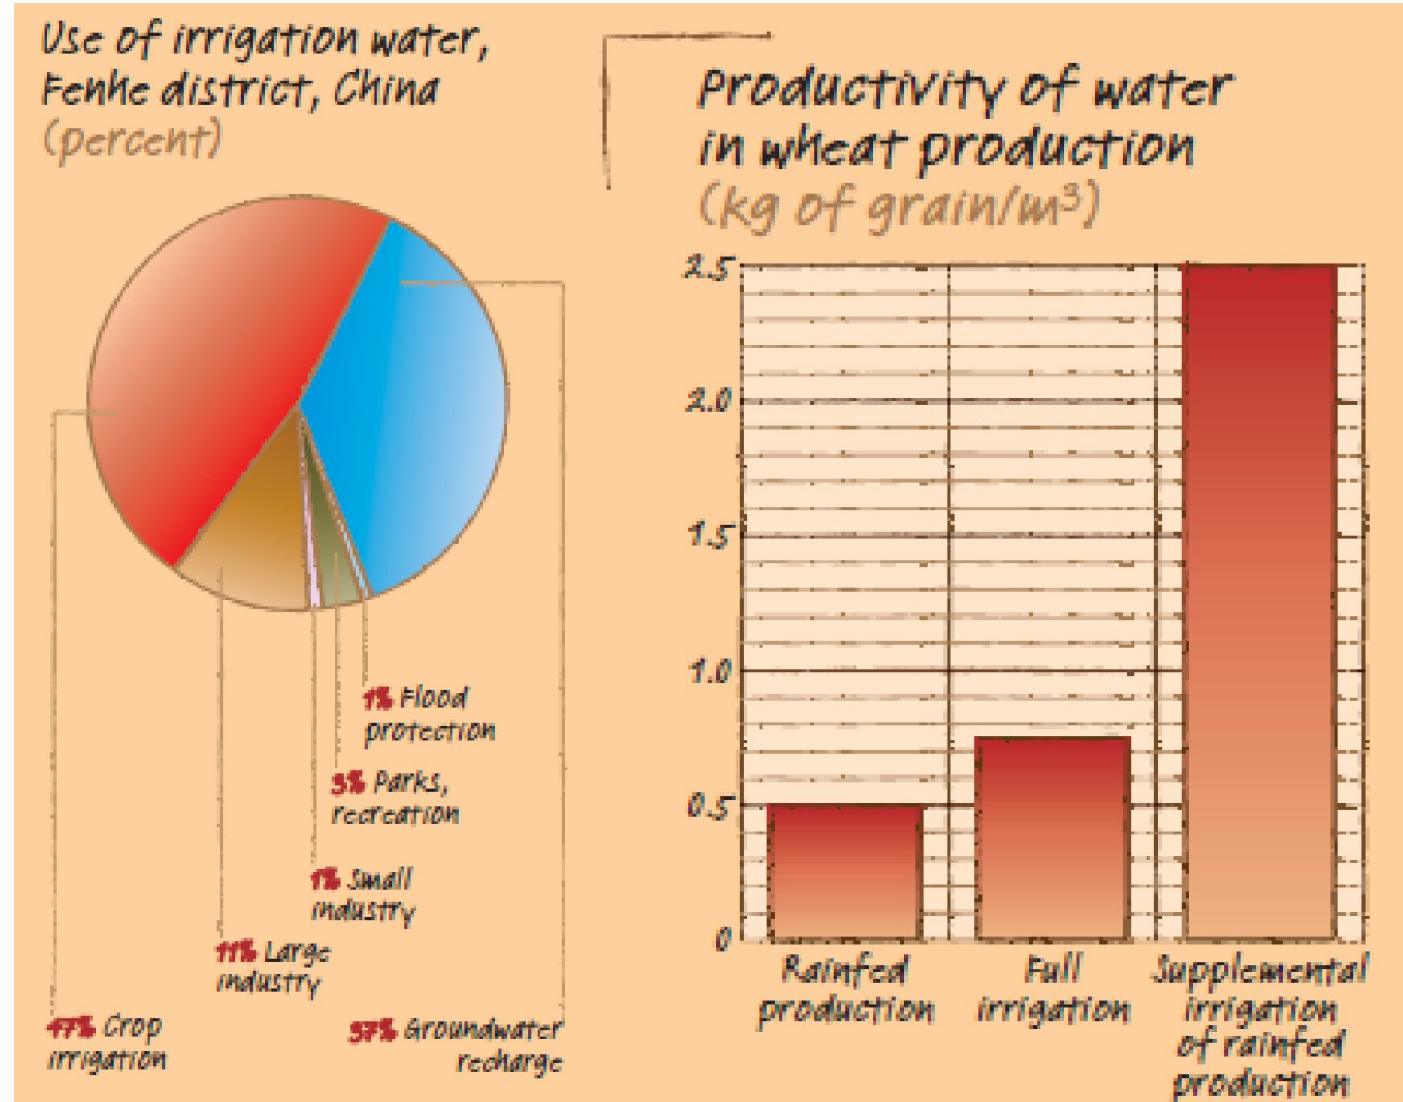 Use of irrigation water,
Fenhe district, China
(percent)
1% Flood
protection
3% Parks,
recreation
1% Small
industry
11% Large
industry
47% Crop
irrigation
37% Groundwater
recharge
Productivity of water
in wheat production
(kg of grain/m³)
2.5
2.0
1.5
1.0
0.5
0
Rainfed
production
Full
irrigation
Supplemental
irrigation
of rainfed
production